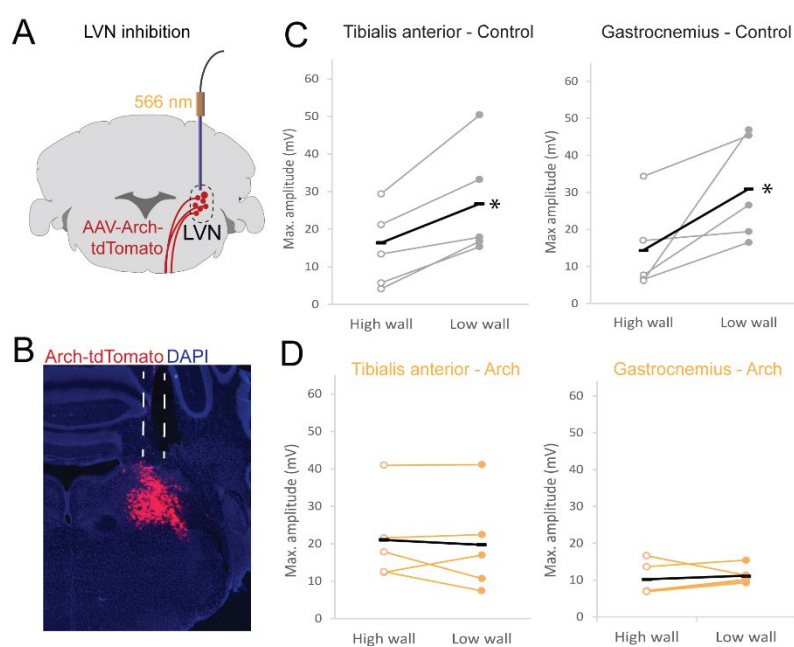 A
LVN inhibition
566 nm
AAV-Arch-
tdTomato
LVN
B
Arch-tdTomato DAPI
C
Tibialis anterior - Control
Max. amplitude (mV)
60
50
40
30
20
10
0
*
High wall
Low wall
Gastrocnemius - Control
Max. amplitude (mV)
60
50
40
30
20
10
0
*
High wall
Low wall
D
Tibialis anterior - Arch
Max. amplitude (mV)
60
50
40
30
20
10
0
High wall
Low wall
Gastrocnemius - Arch
Max. amplitude (mV)
60
50
40
30
20
10
0
High wall
Low wall